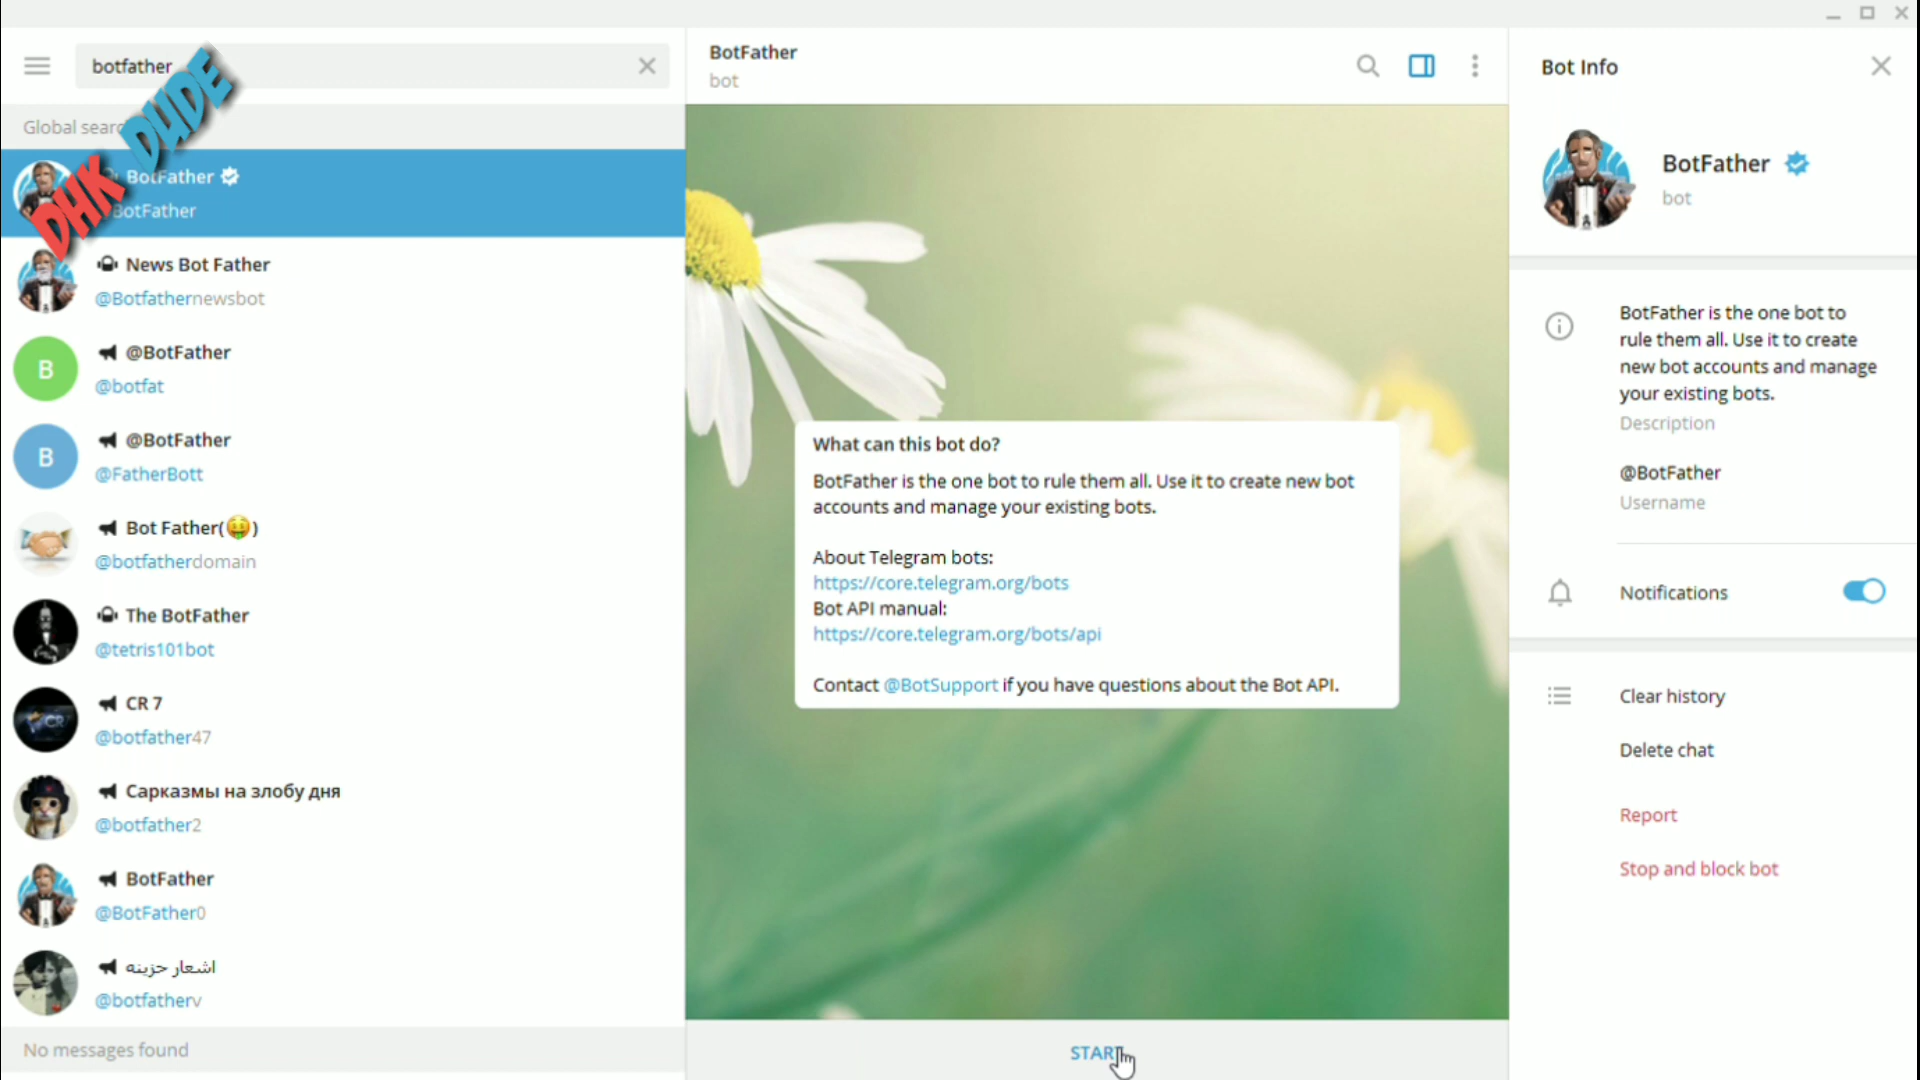 botfather
Global searc
DHK DUDE
BotFather
BotFather
News Bot Father
@Botfathernewsbot
B
@BotFather
@botfat
B
@BotFather
@FatherBott
Bot Father(🤑)
@botfatherdomain
The BotFather
@tetris101bot
CR 7
@botfather47
Сарказмы на злобу дня
@botfather2
BotFather
@BotFather0
اشعار حزينه
@botfatherv
No messages found
BotFather
bot
What can this bot do?
BotFather is the one bot to rule them all. Use it to create new bot
accounts and manage your existing bots.
About Telegram bots:
https://core.telegram.org/bots
Bot API manual:
https://core.telegram.org/bots/api
Contact @BotSupport if you have questions about the Bot API.
START
Bot Info
BotFather
bot
BotFather is the one bot to
rule them all. Use it to create
new bot accounts and manage
your existing bots.
Description
@BotFather
Username
Notifications
Clear history
Delete chat
Report
Stop and block bot